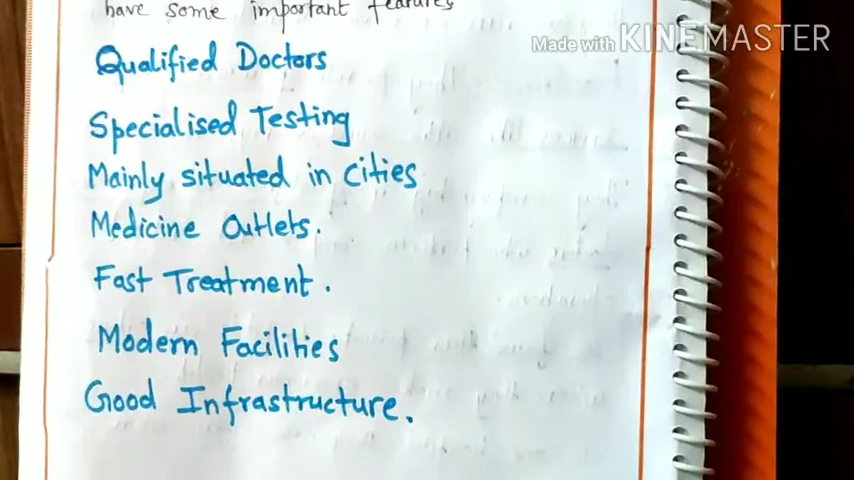 have some important features
Made with KINEMASTER
Qualified Doctors
Specialised Testing
Mainly situated in cities
Medicine Outlets.
Fast Treatment.
Modern Facilities
Good Infrastructure.